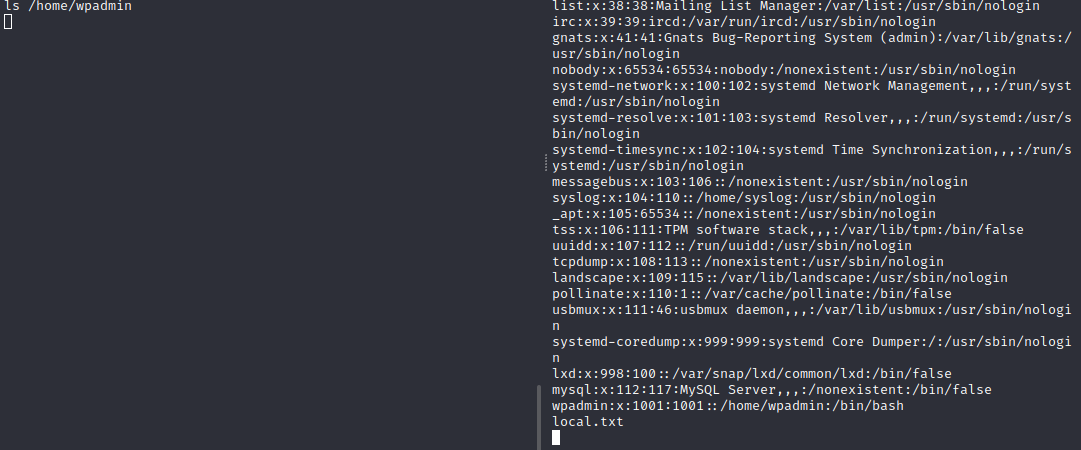 ls /home/wpadmin
list:x:38:38:Mailing List Manager:/var/list:/usr/sbin/nologin
irc:x:39:39:ircd:/var/run/ircd:/usr/sbin/nologin
gnats:x:41:41:Gnats Bug-Reporting System (admin):/var/lib/gnats:/
usr/sbin/nologin
nobody:x:65534:65534:nobody:/nonexistent:/usr/sbin/nologin
systemd-network:x:100:102:systemd Network Management,,,:/run/syst
emd:/usr/sbin/nologin
systemd-resolve:x:101:103:systemd Resolver,,,:/run/systemd:/usr/s
bin/nologin
systemd-timesync:x:102:104:systemd Time Synchronization,,,:/run/s
ystemd:/usr/sbin/nologin
messagebus:x:103:106::/nonexistent:/usr/sbin/nologin
syslog:x:104:110::/home/syslog:/usr/sbin/nologin
_apt:x:105:65534::/nonexistent:/usr/sbin/nologin
tss:x:106:111:TPM software stack,,,:/var/lib/tpm:/bin/false
uuidd:x:107:112::/run/uuidd:/usr/sbin/nologin
tcpdump:x:108:113::/nonexistent:/usr/sbin/nologin
landscape:x:109:115::/var/lib/landscape:/usr/sbin/nologin
pollinate:x:110:1::/var/cache/pollinate:/bin/false
usbmux:x:111:46:usbmux daemon,,,:/var/lib/usbmux:/usr/sbin/nologi
n
systemd-coredump:x:999:999:systemd Core Dumper:/:/usr/sbin/nologi
n
lxd:x:998:100::/var/snap/lxd/common/lxd:/bin/false
mysql:x:112:117:MySQL Server,,,:/nonexistent:/bin/false
wpadmin:x:1001:1001::/home/wpadmin:/bin/bash
local.txt